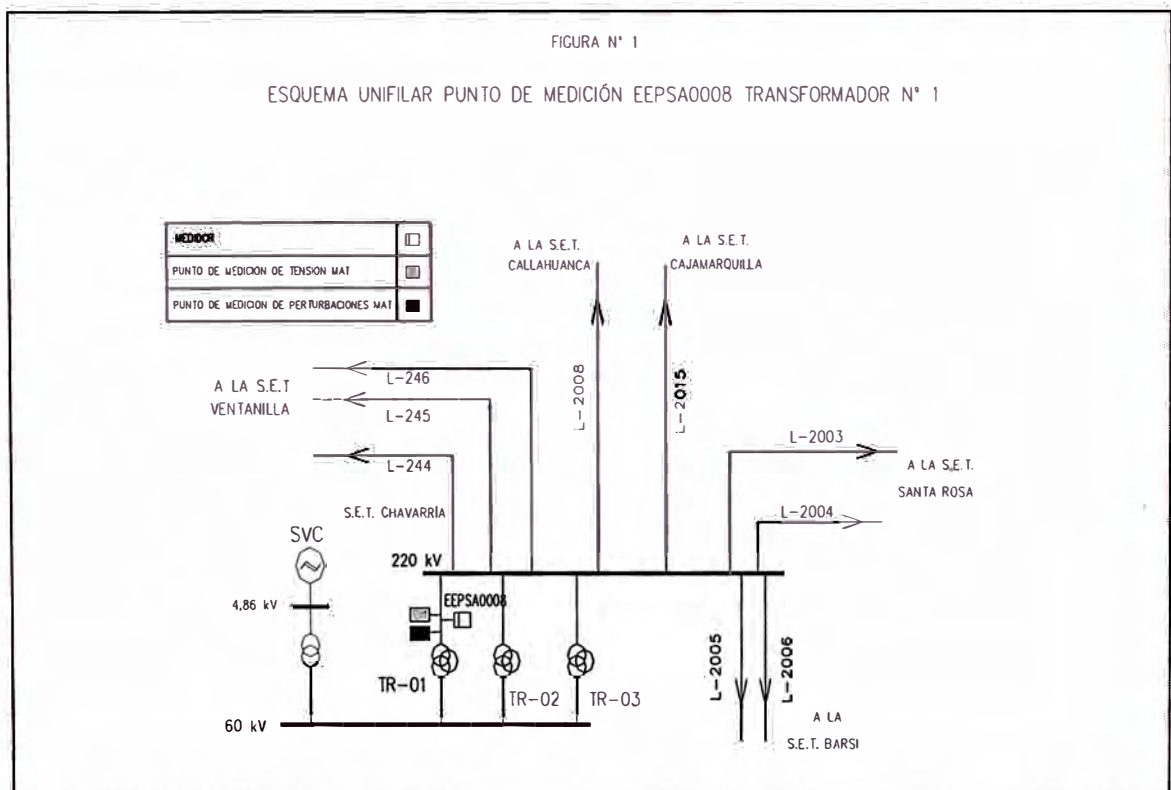 FIGURA N° 1
ESQUEMA UNIFILAR PUNTO DE MEDICIÓN EEPSA0008 TRANSFORMADOR N° 1
MEDIDOR
PUNTO DE MEDICION DE TENSION MAT
PUNTO DE MEDICION DE PERTURBACIONES MAT
A LA S.E.T.
CALLAHUANCA
A LA S.E.T.
CAJAMARQUILLA
L-2008
L-2015
A LA S.E.T
VENTANILLA
L-246
L-245
L-244
L-2003
A LA S.E.T.
SANTA ROSA
L-2004
S.E.T. CHAVARRÍA
SVC
220 kV
4,86 kV
EEPSA0008
TR-01
TR-02
TR-03
L-2005
L-2006
60 kV
A LA
S.E.T. BARSI